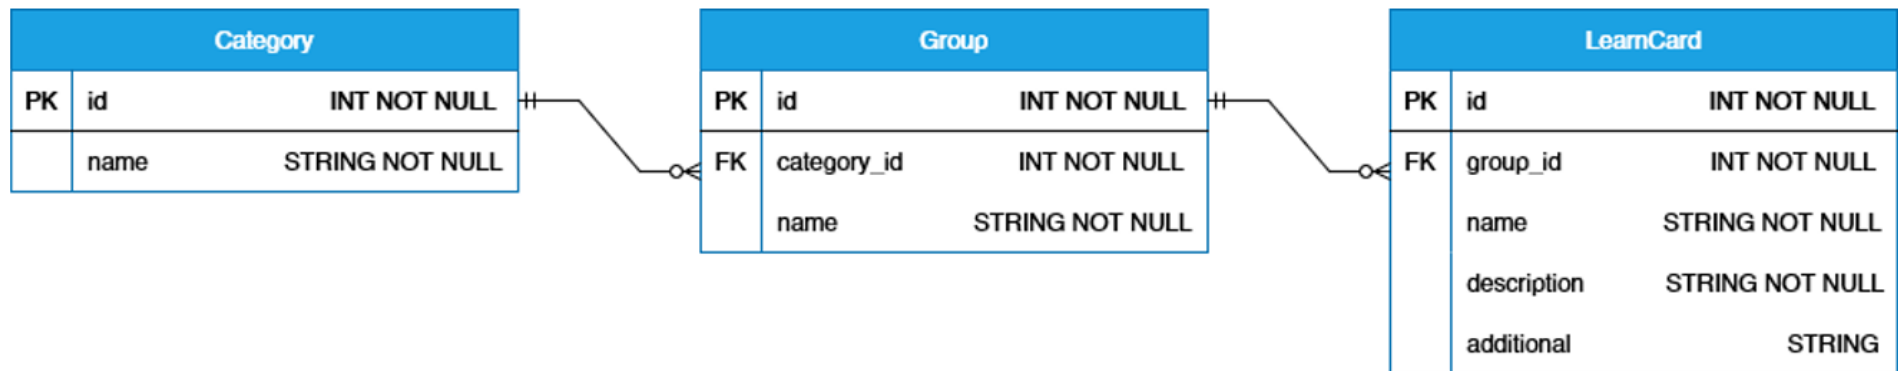 Category
PK id INT NOT NULL
name STRING NOT NULL
Group
PK id INT NOT NULL
FK category_id INT NOT NULL
name STRING NOT NULL
LearnCard
PK id INT NOT NULL
FK group_id INT NOT NULL
name STRING NOT NULL
description STRING NOT NULL
additional STRING